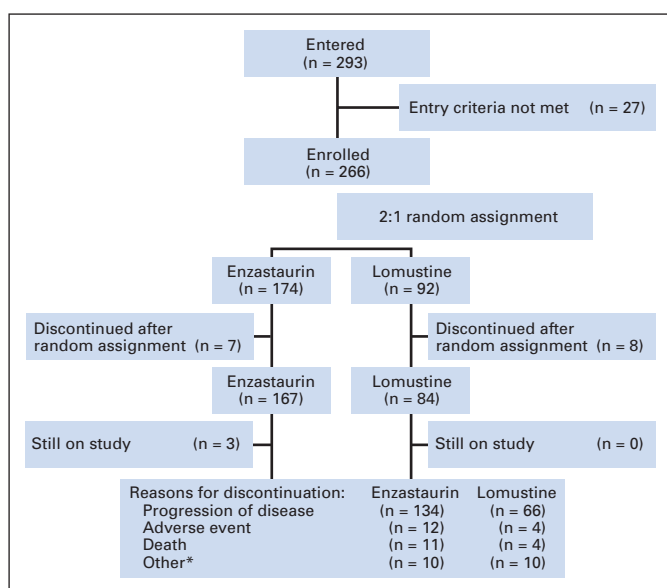 Entered
(n = 293)
Entry criteria not met (n = 27)
Enrolled
(n = 266)
2:1 random assignment
Enzastaurin
(n = 174)
Lomustine
(n = 92)
Discontinued after
random assignment (n = 7)
Discontinued after
random assignment (n = 8)
Enzastaurin
(n = 167)
Lomustine
(n = 84)
Still on study (n = 3)
Still on study (n = 0)
Reasons for discontinuation: Enzastaurin Lomustine
Progression of disease (n = 134) (n = 66)
Adverse event (n = 12) (n = 4)
Death (n = 11) (n = 4)
Other* (n = 10) (n = 10)